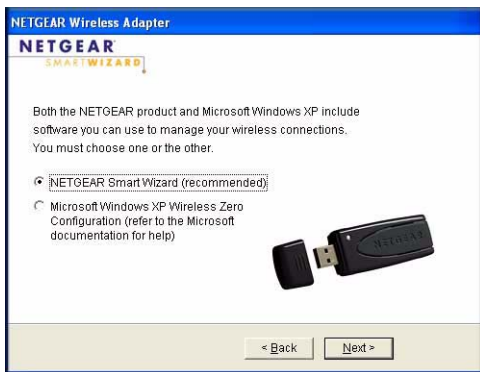 NETGEAR Wireless Adapter
NETGEAR
SMARTWIZARD
Both the NETGEAR product and Microsoft Windows XP include
software you can use to manage your wireless connections.
You must choose one or the other.
NETGEAR Smart Wizard (recommended)
Microsoft Windows XP Wireless Zero
Configuration (refer to the Microsoft
documentation for help)
NETGEAR
< Back
Next >